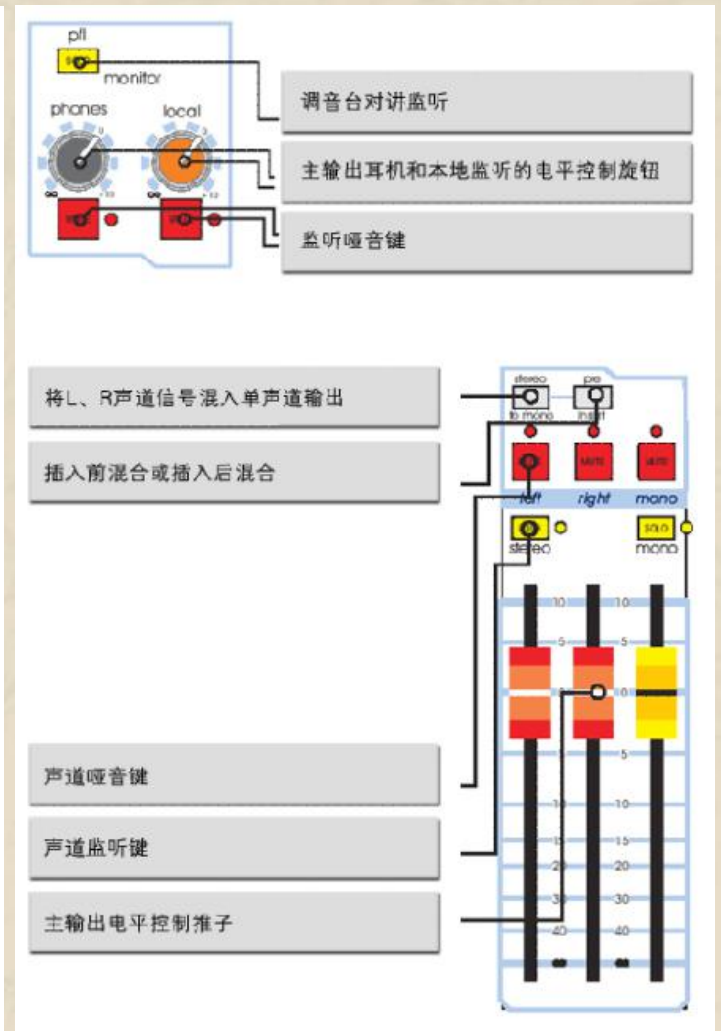 pfl
SOLO
monitor
phones local
调音台对讲监听
主输出耳机和本地监听的电平控制旋钮
监听哑音键
将L、R声道信号混入单声道输出
插入前混合或插入后混合
stereo pre
to mono insert
MUTE MUTE
left right mono
SOLO
stereo mono
10 10
5 5
0
5 5
10 10
15 15
20 20
30 30
40 40
∞ ∞
声道哑音键
声道监听键
主输出电平控制推子